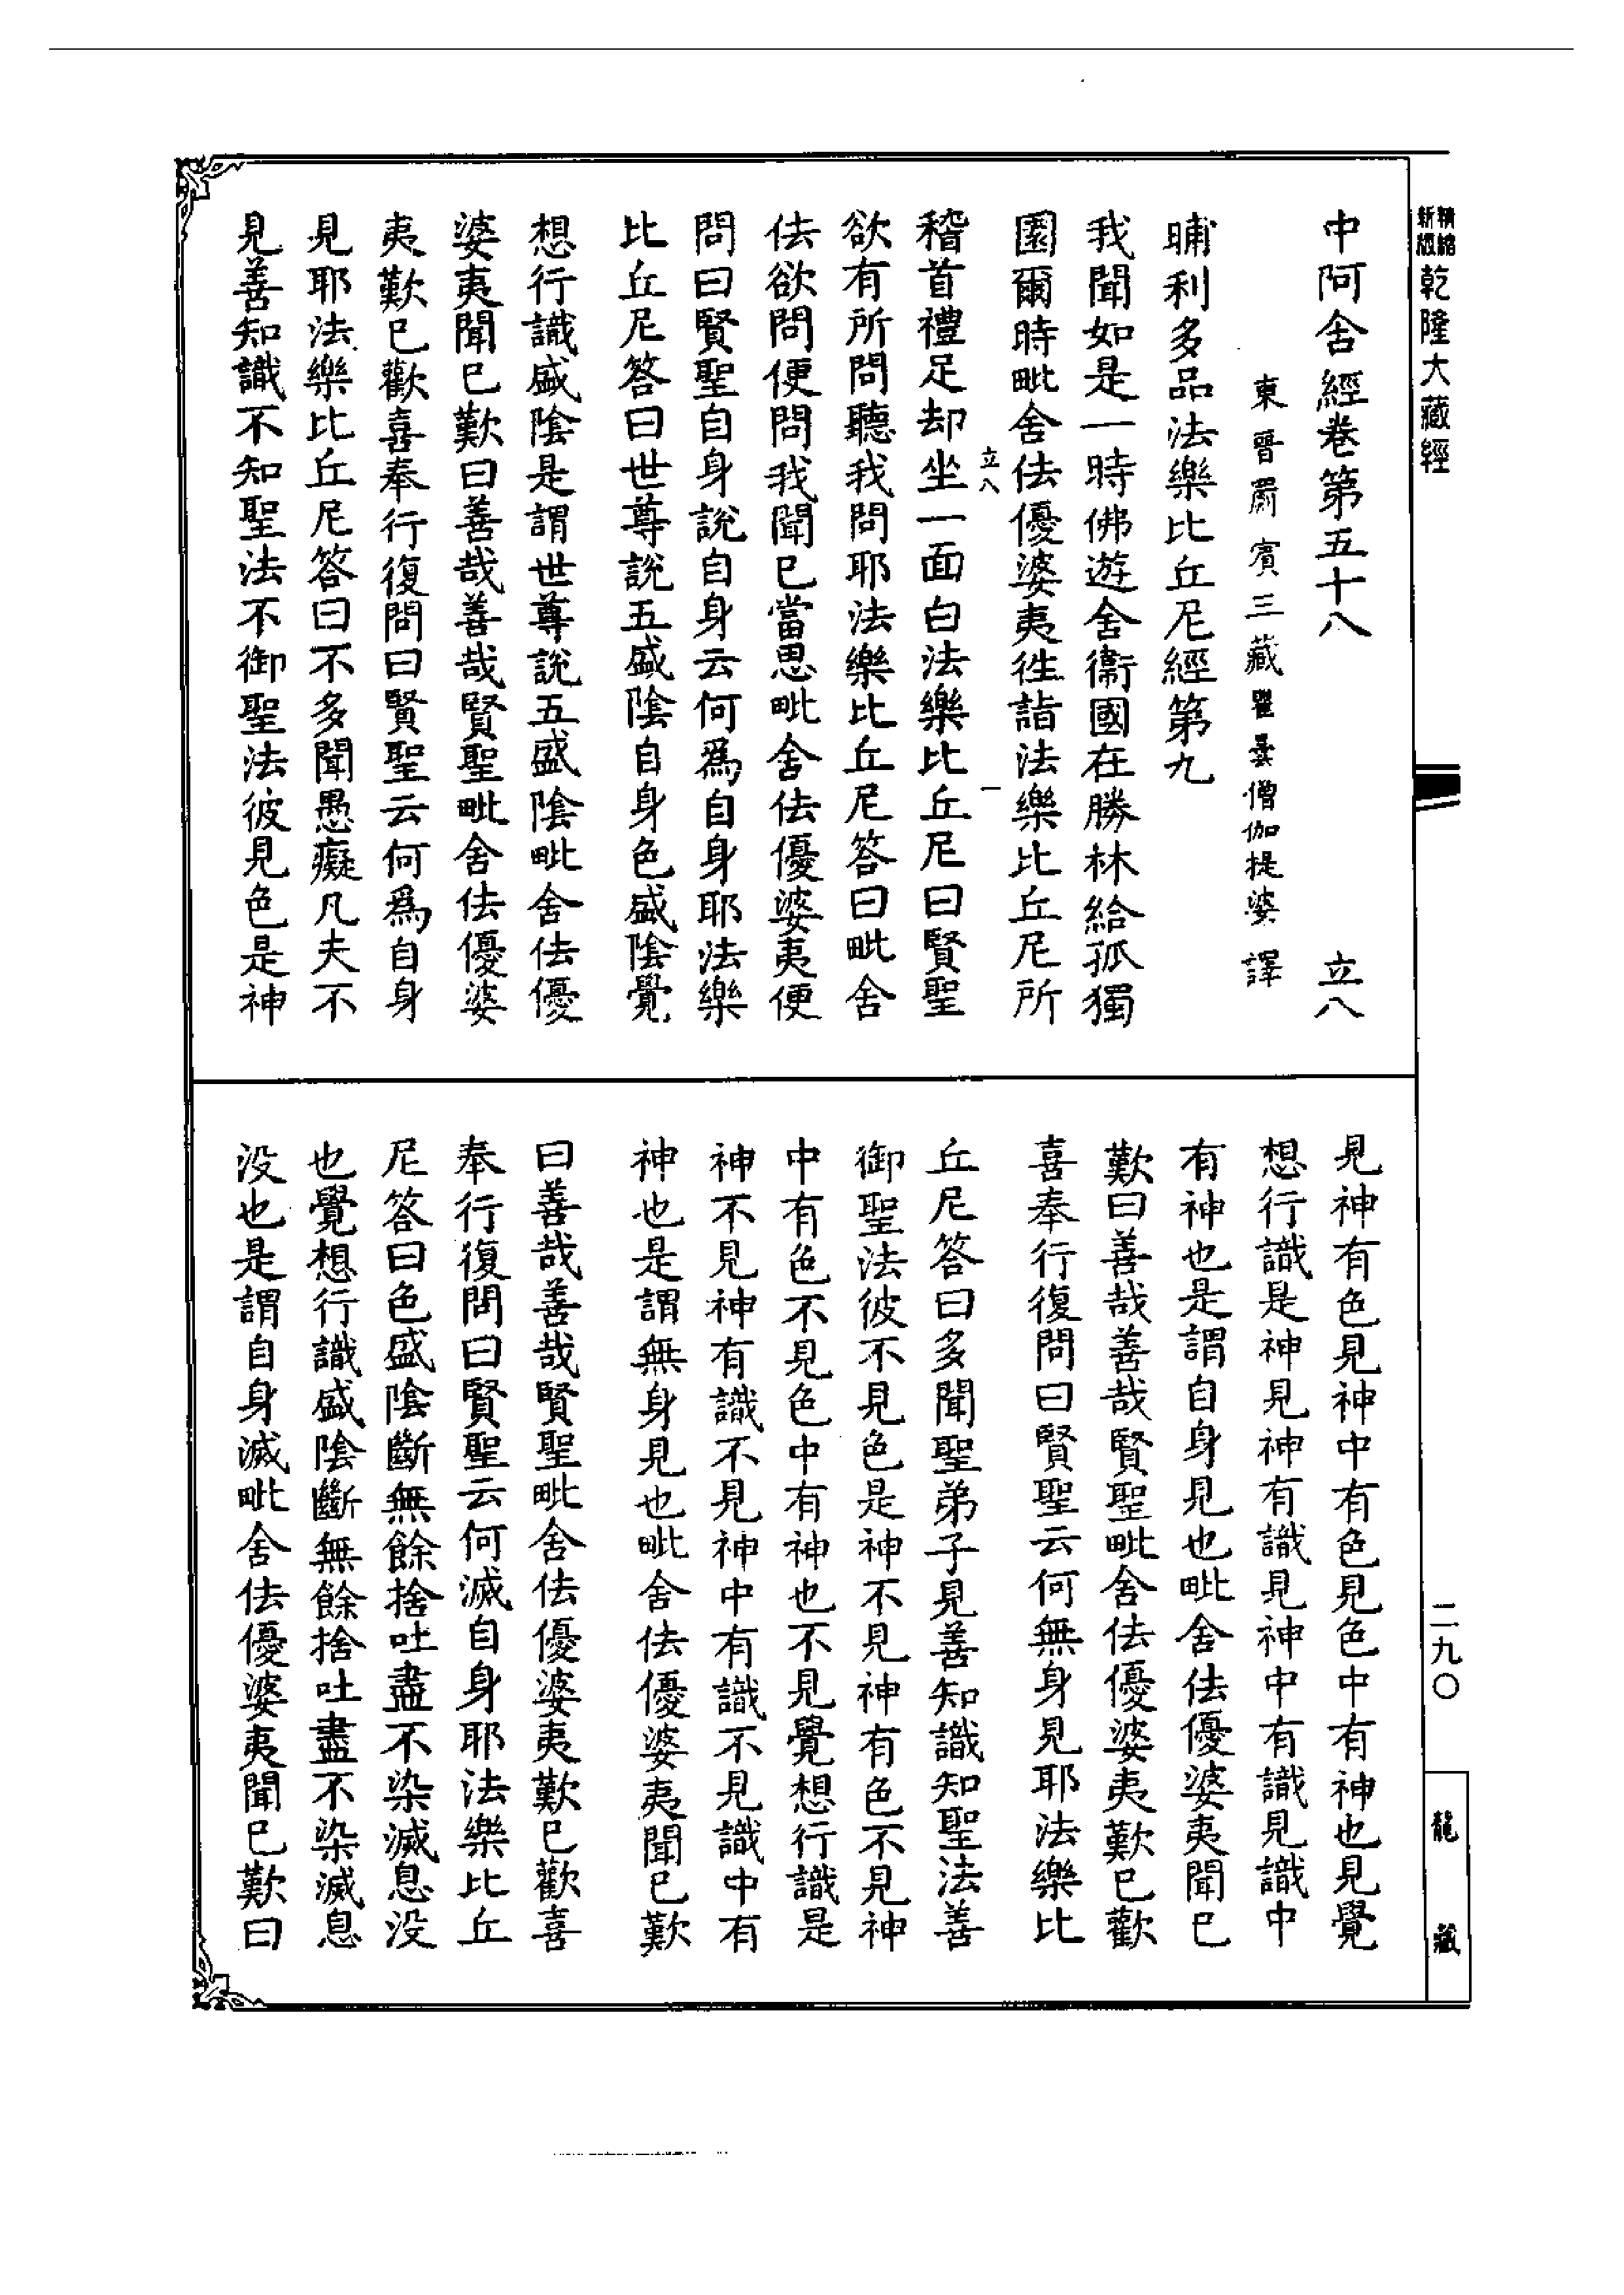 新編縮精乾隆大藏經
中阿含經卷第五十八　立八
東晉罽賓三藏瞿曇僧伽提婆譯
晡利多品法樂比丘尼經第九
我聞如是一時佛遊舍衛國在勝林給孤獨
園爾時毗舍佉優婆夷往詣法樂比丘尼所
立八　一
稽首禮足却坐一面白法樂比丘尼曰賢聖
欲有所問聽我問耶法樂比丘尼答曰毗舍
佉欲問便問我聞已當思毗舍佉優婆夷便
問曰賢聖自身說自身云何為自身耶法樂
比丘尼答曰世尊說五盛陰自身色盛陰覺
想行識盛陰是謂世尊說五盛陰毗舍佉優
婆夷聞已歎曰善哉善哉賢聖毗舍佉優婆
夷歎已歡喜奉行復問曰賢聖云何為自身
見耶法樂比丘尼答曰不多聞愚癡凡夫不
見善知識不知聖法不御聖法彼見色是神
見神有色見神中有色見色中有神也見覺
想行識是神見神有識見神中有識見識中
有神也是謂自身見也毗舍佉優婆夷聞已
歎曰善哉善哉賢聖毗舍佉優婆夷歎已歡
喜奉行復問曰賢聖云何無身見耶法樂比
丘尼答曰多聞聖弟子見善知識知聖法善
御聖法彼不見色是神不見神有色不見神
中有色不見色中有神也不見覺想行識是
神不見神有識不見神中有識不見識中有
神也是謂無身見也毗舍佉優婆夷聞已歎
曰善哉善哉賢聖毗舍佉優婆夷歎已歡喜
奉行復問曰賢聖云何滅自身耶法樂比丘
尼答曰色盛陰斷無餘捨吐盡不染滅息没
也覺想行識盛陰斷無餘捨吐盡不染滅息
没也是謂自身滅毗舍佉優婆夷聞已歎曰
二九〇
龍藏